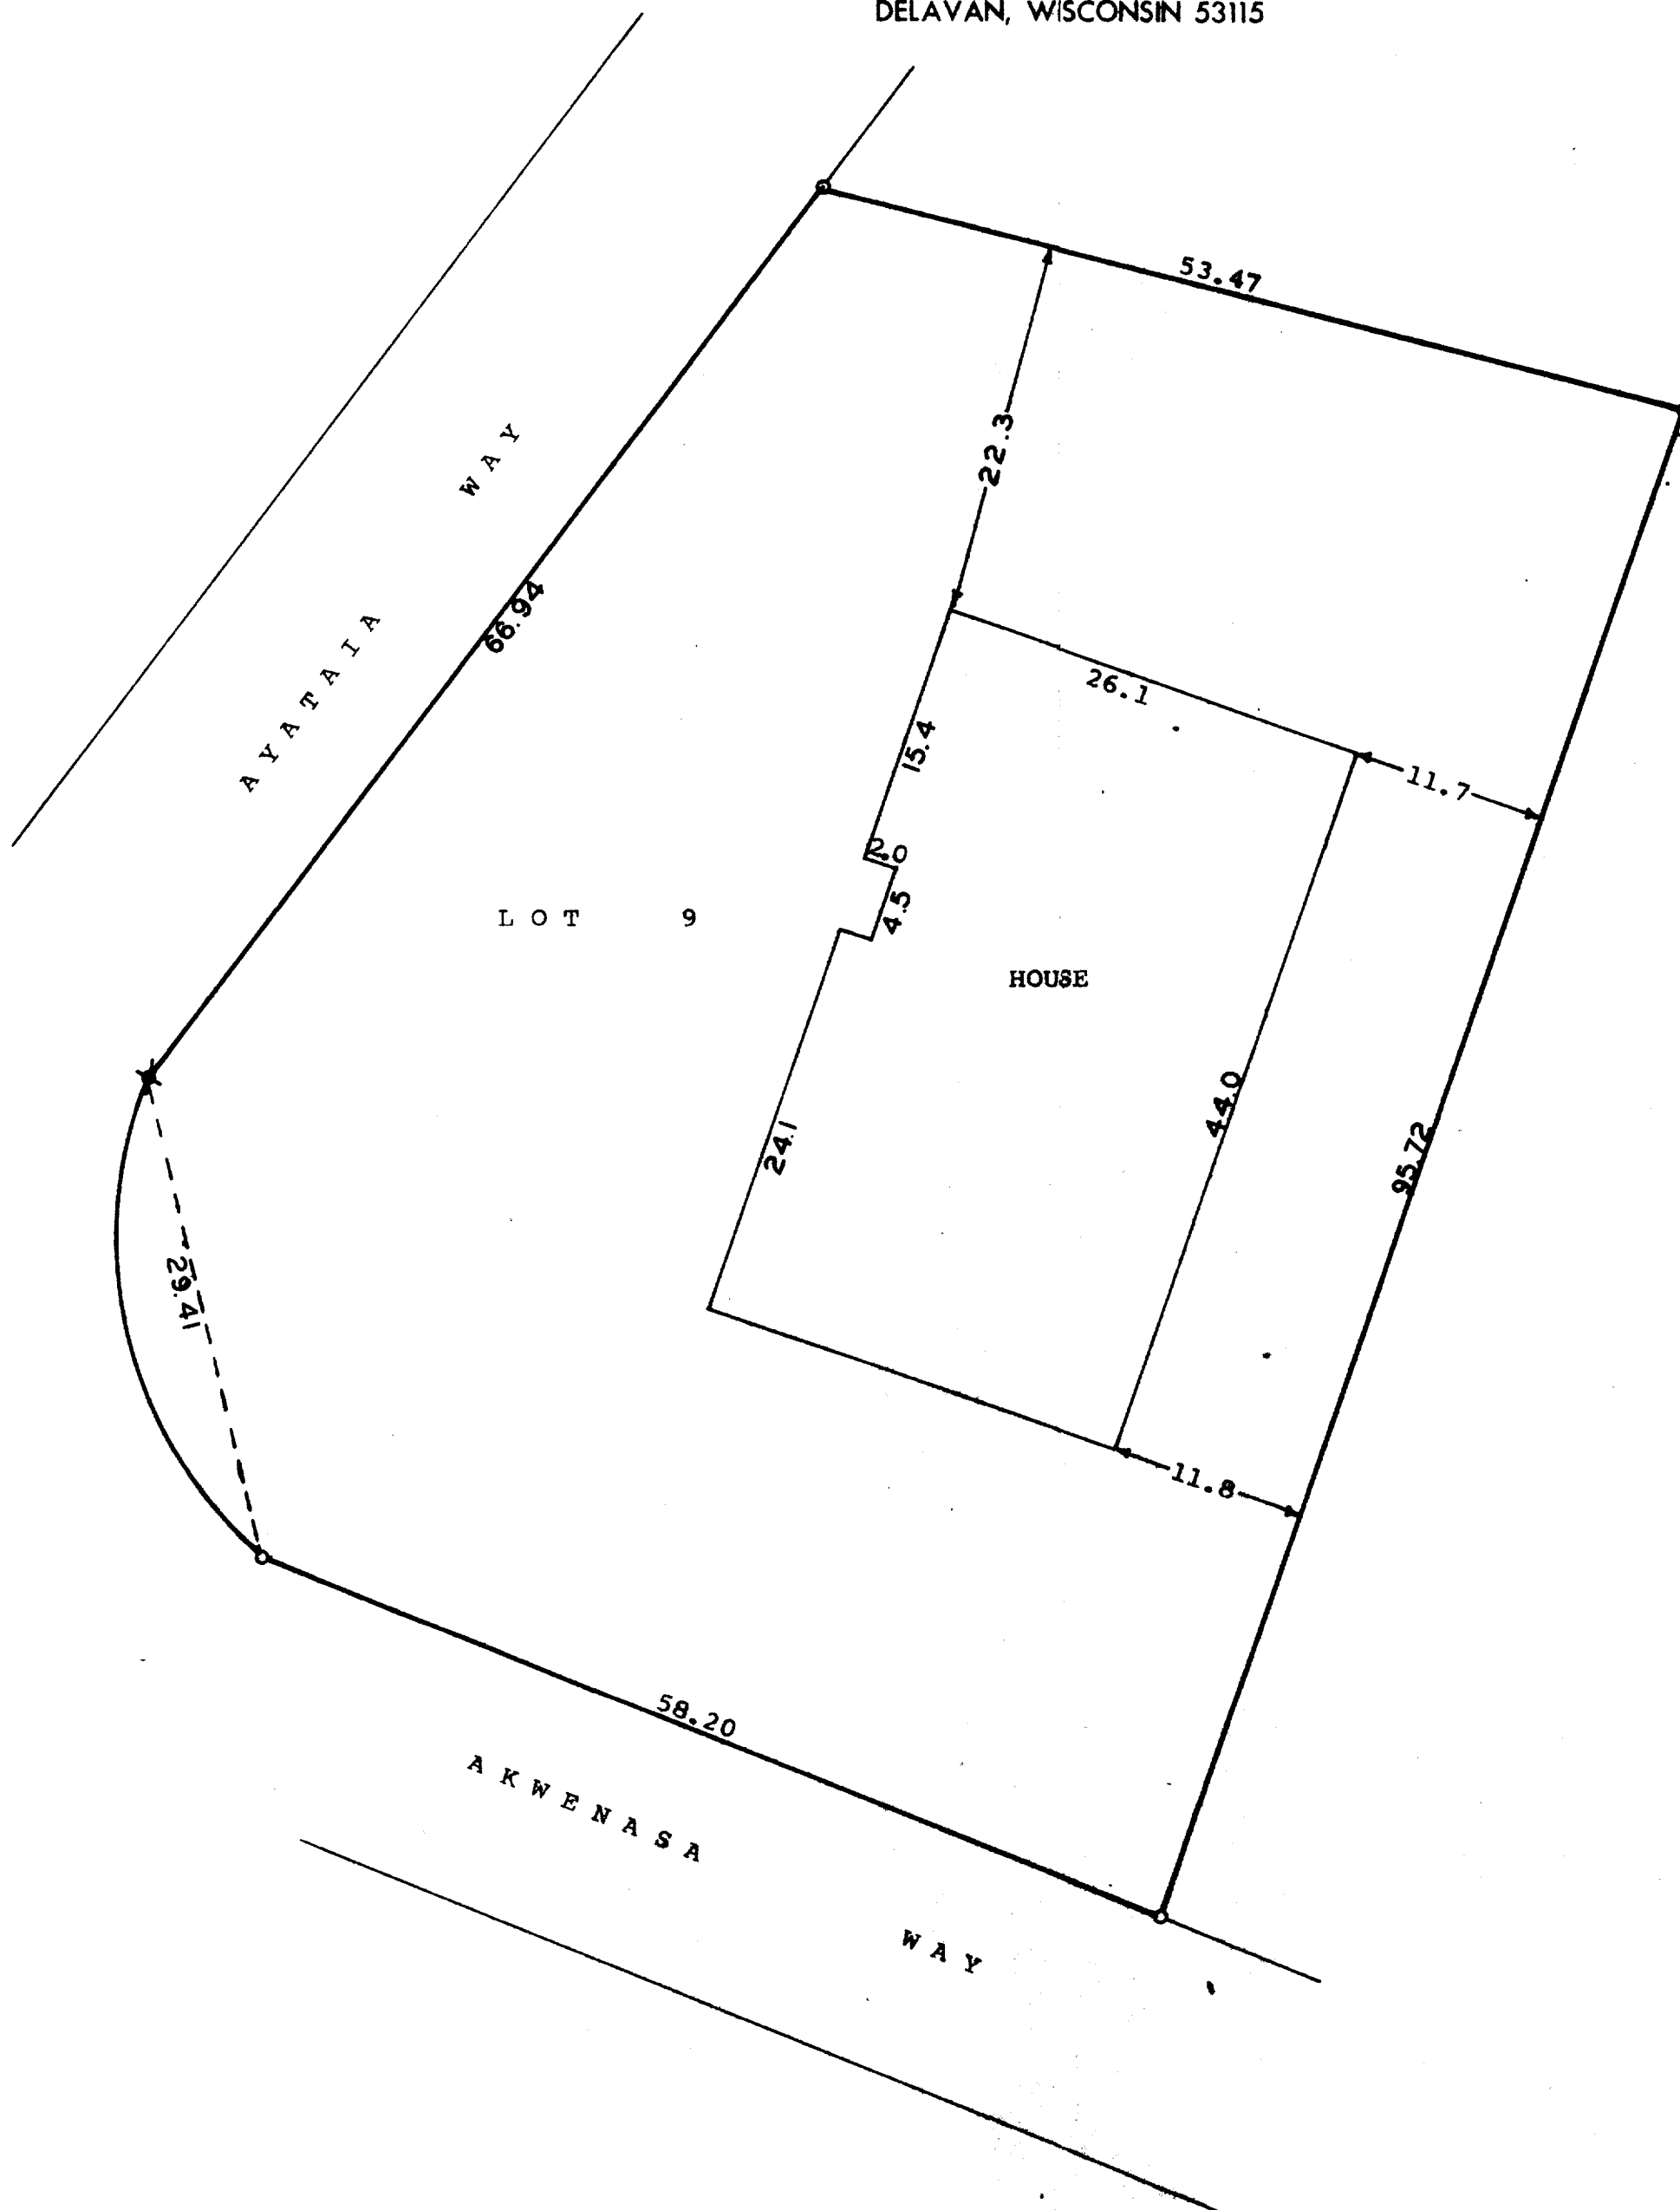 DELAVAN, WISCONSIN 53115
53.47
22.3
AYATAIA WAY
66.94
26.1
11.7
15.4
2.0
4.5
LOT 9
HOUSE
44.0
24.1
95.72
29.41
11.8
58.20
AKWENASA WAY